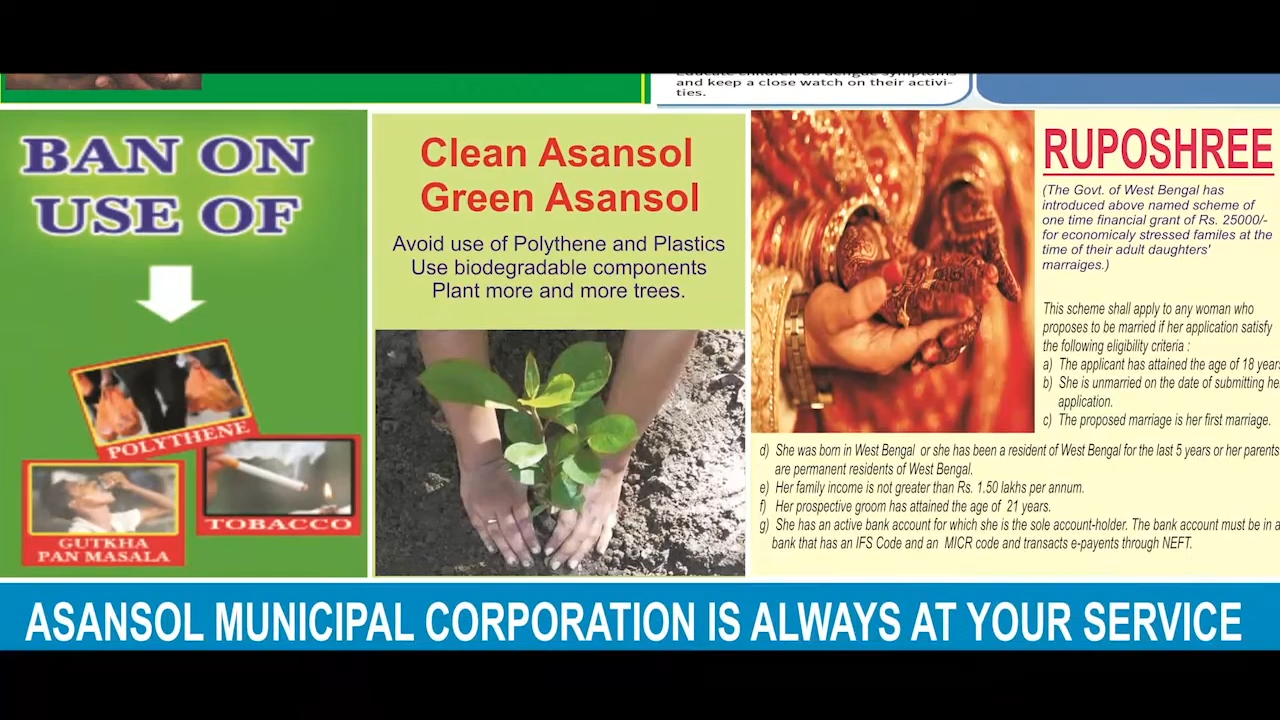 and keep a close watch on their activi-
ties.
BAN ON
USE OF
POLYTHENE
TOBACCO
GUTKHA
PAN MASALA
Clean Asansol
Green Asansol
Avoid use of Polythene and Plastics
Use biodegradable components
Plant more and more trees.
RUPOSHREE
(The Govt. of West Bengal has
introduced above named scheme of
one time financial grant of Rs. 25000/-
for economicaly stressed familes at the
time of their adult daughters'
marraiges.)
This scheme shall apply to any woman who
proposes to be married if her application satisfy
the following eligibility criteria :
a) The applicant has attained the age of 18 years
b) She is unmarried on the date of submitting he
application.
c) The proposed marriage is her first marriage.
d) She was born in West Bengal or she has been a resident of West Bengal for the last 5 years or her parents
are permanent residents of West Bengal.
e) Her family income is not greater than Rs. 1.50 lakhs per annum.
f) Her prospective groom has attained the age of 21 years.
g) She has an active bank account for which she is the sole account-holder. The bank account must be in a
bank that has an IFS Code and an MICR code and transacts e-payents through NEFT.
ASANSOL MUNICIPAL CORPORATION IS ALWAYS AT YOUR SERVICE